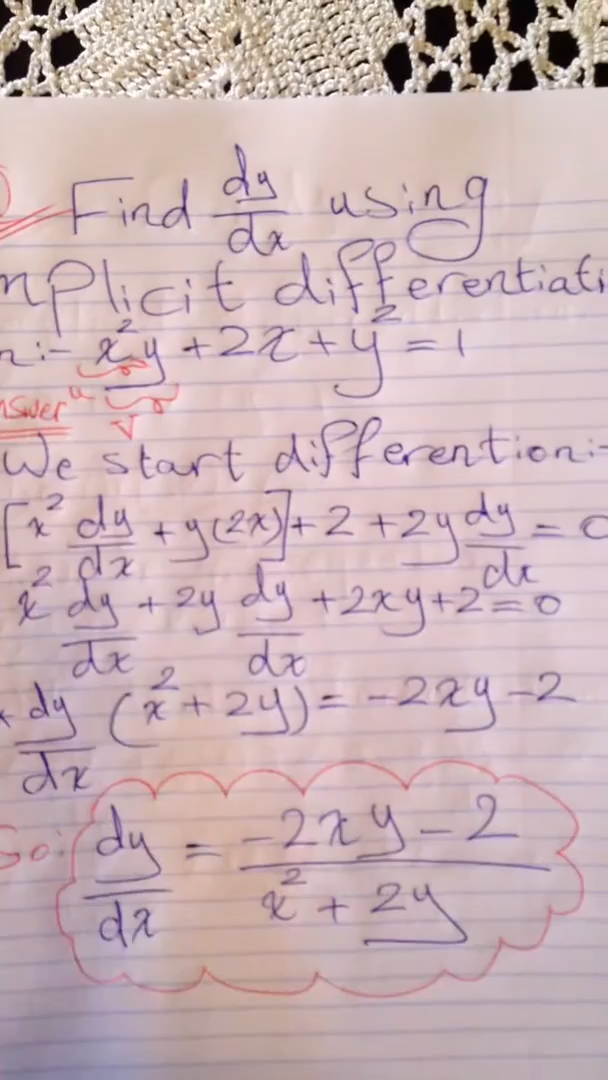 Find dy/dx using
mplicit differentiati
n:- x²y + 2x + y² = 1
nswer u
v
We start differention:-
[x² dy/dx + y(2x)] + 2 + 2y dy/dx = 0
x² dy/dx + 2y dy/dx + 2xy + 2 = 0
* dy/dx (x² + 2y) = -2xy - 2
So: dy/dx = (-2xy - 2)/(x² + 2y)